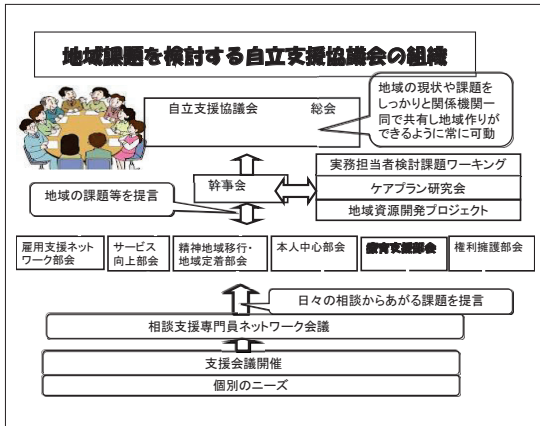 地域課題を検討する自立支援協議会の組織
地域の現状や課題を
しっかりと関係機関一
同で共有し地域作りが
できるように常に可動
自立支援協議会 総会
実務担当者検討課題ワーキング
幹事会
ケアプラン研究会
地域の課題等を提言
地域資源開発プロジェクト
雇用支援ネット
ワーク部会
サービス
向上部会
精神地域移行・
地域定着部会
本人中心部会
療育支援部会
権利擁護部会
日々の相談からあがる課題を提言
相談支援専門員ネットワーク会議
支援会議開催
個別のニーズ